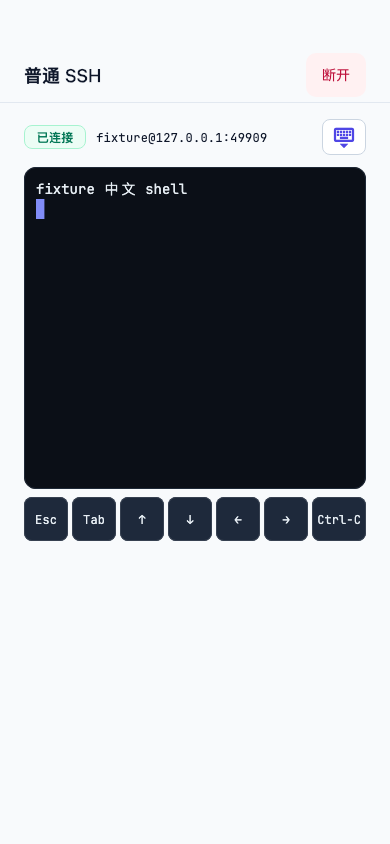 普通 SSH
断开
已连接 fixture@127.0.0.1:49909
fixture 中文 shell
Esc Tab ↑ ↓ ← → Ctrl-C